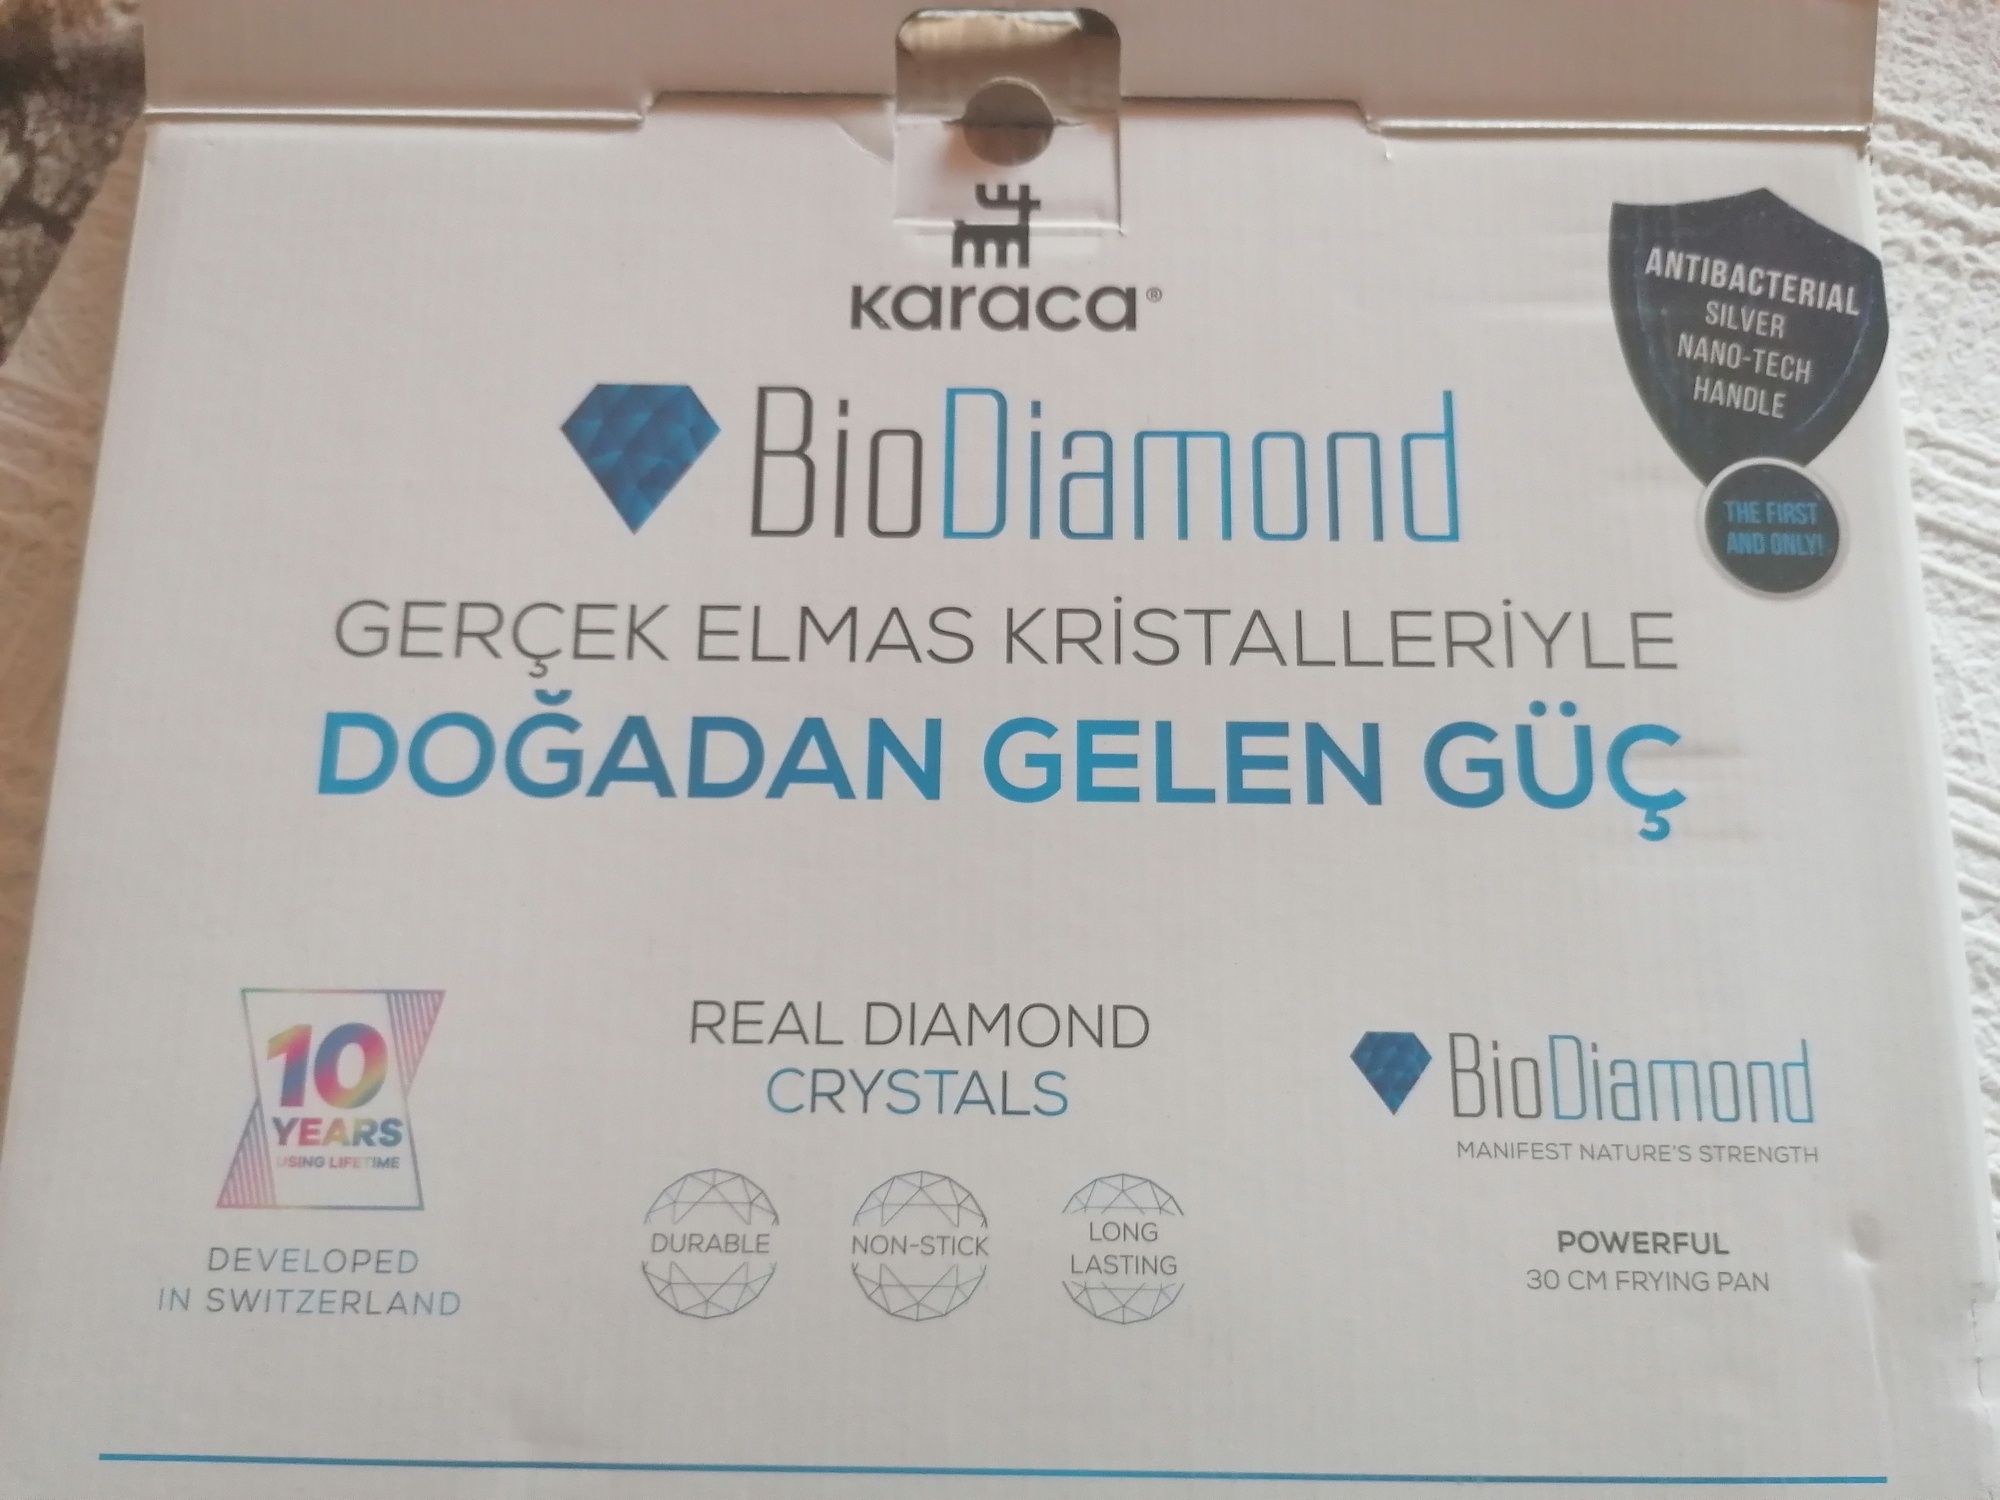 karaca®
ANTIBACTERIAL
SILVER
NANO-TECH
HANDLE
THE FIRST
AND ONLY!
BioDiamond
GERÇEK ELMAS KRİSTALLERİYLE
DOĞADAN GELEN GÜÇ
10
YEARS
USING LIFETIME
DEVELOPED
IN SWITZERLAND
REAL DIAMOND
CRYSTALS
DURABLE
NON-STICK
LONG
LASTING
BioDiamond
MANIFEST NATURE'S STRENGTH
POWERFUL
30 CM FRYING PAN